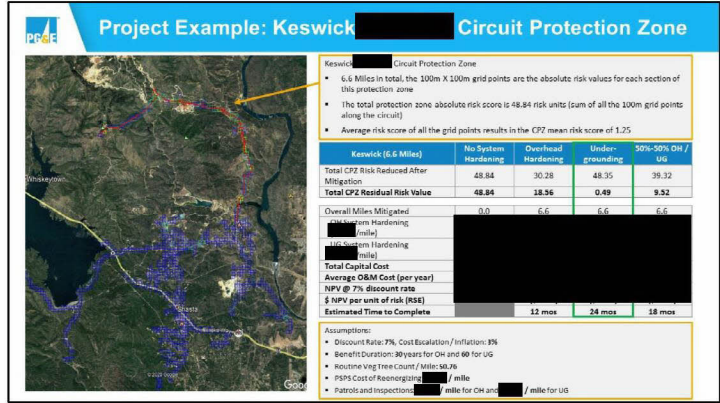 PG&E
Project Example: Keswick Circuit Protection Zone
Keswick Circuit Protection Zone
▪ 6.6 Miles in total, the 100m X 100m grid points are the absolute risk values for each section of
this protection zone
▪ The total protection zone absolute risk score is 48.84 risk units (sum of all the 100m grid points
along the circuit)
▪ Average risk score of all the grid points results in the CPZ mean risk score of 1.25
Keswick (6.6 Miles) No System Hardening Overhead Hardening Under-grounding 50%-50% OH / UG
Total CPZ Risk Reduced After
Mitigation 48.84 30.28 48.35 39.32
Total CPZ Residual Risk Value 48.84 18.56 0.49 9.52
Overall Miles Mitigated 0.0 6.6 6.6 6.6
OH System Hardening
/mile)
UG System Hardening
/mile)
Total Capital Cost
Average O&M Cost (per year)
NPV @ 7% discount rate
$ NPV per unit of risk (RSE)
Estimated Time to Complete 12 mos 24 mos 18 mos
Assumptions:
▪ Discount Rate: 7%, Cost Escalation / Inflation: 3%
▪ Benefit Duration: 30 years for OH and 60 for UG
▪ Routine Veg Tree Count / Mile: 50.76
▪ PSPS Cost of Reenergizing / mile
▪ Patrols and Inspections / mile for OH and / mile for UG
Whiskeytown
Shasta
©2020 Google
Goo